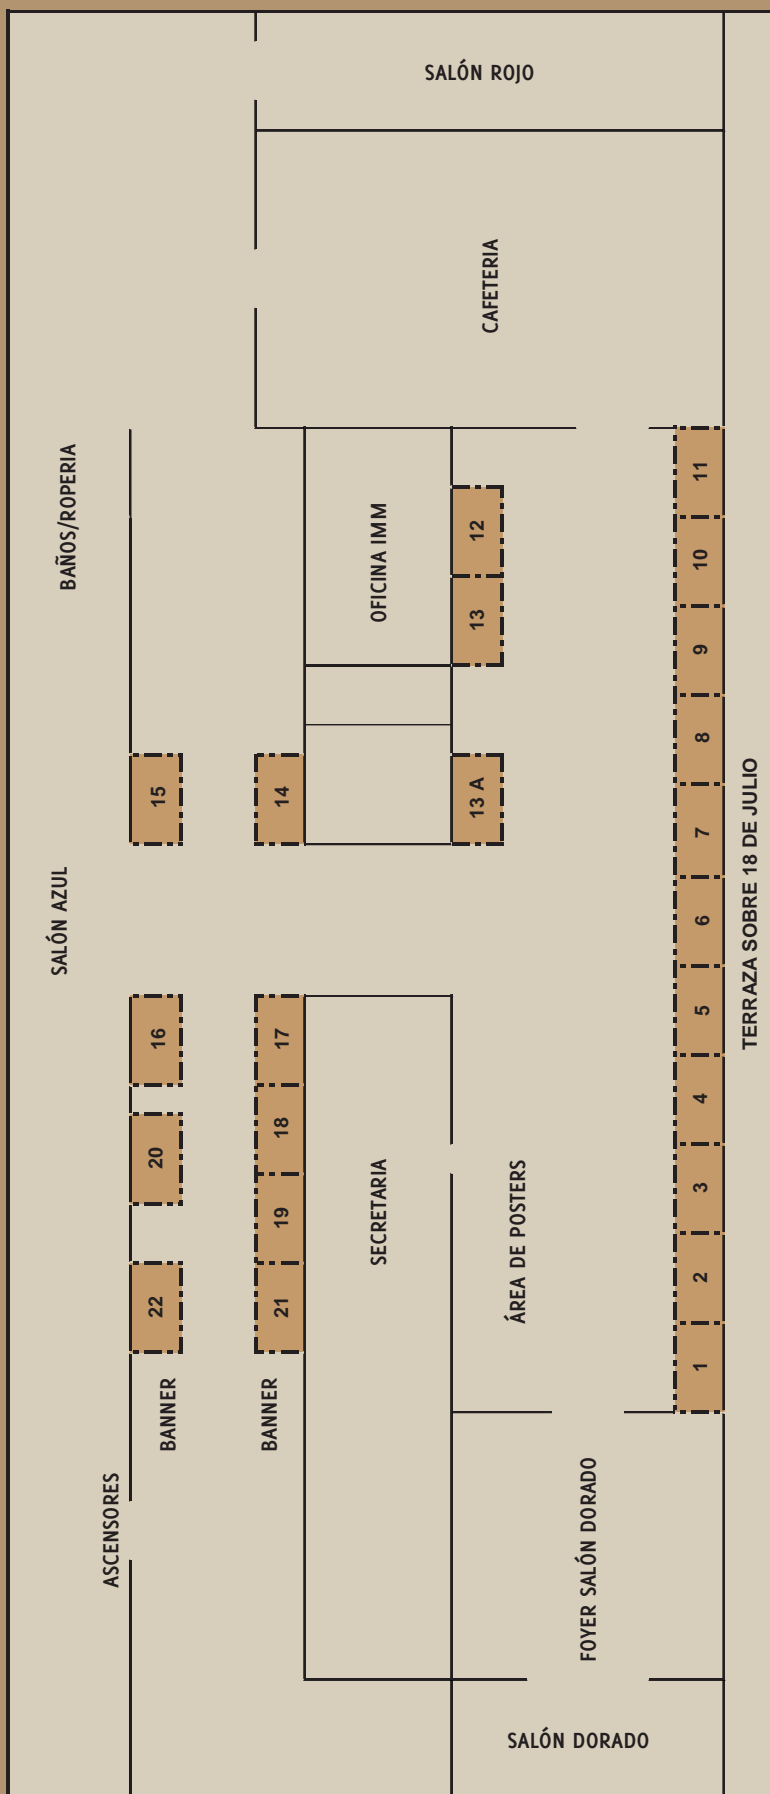 SALÓN ROJO
CAFETERIA
BAÑOS/ROPERIA
OFICINA IMM
12
13
11
10
9
8
7
6
5
4
3
2
1
15
14
13 A
TERRAZA SOBRE 18 DE JULIO
SALÓN AZUL
16
17
20
18
19
22
21
SECRETARIA
ÁREA DE POSTERS
BANNER
BANNER
ASCENSORES
FOYER SALÓN DORADO
SALÓN DORADO